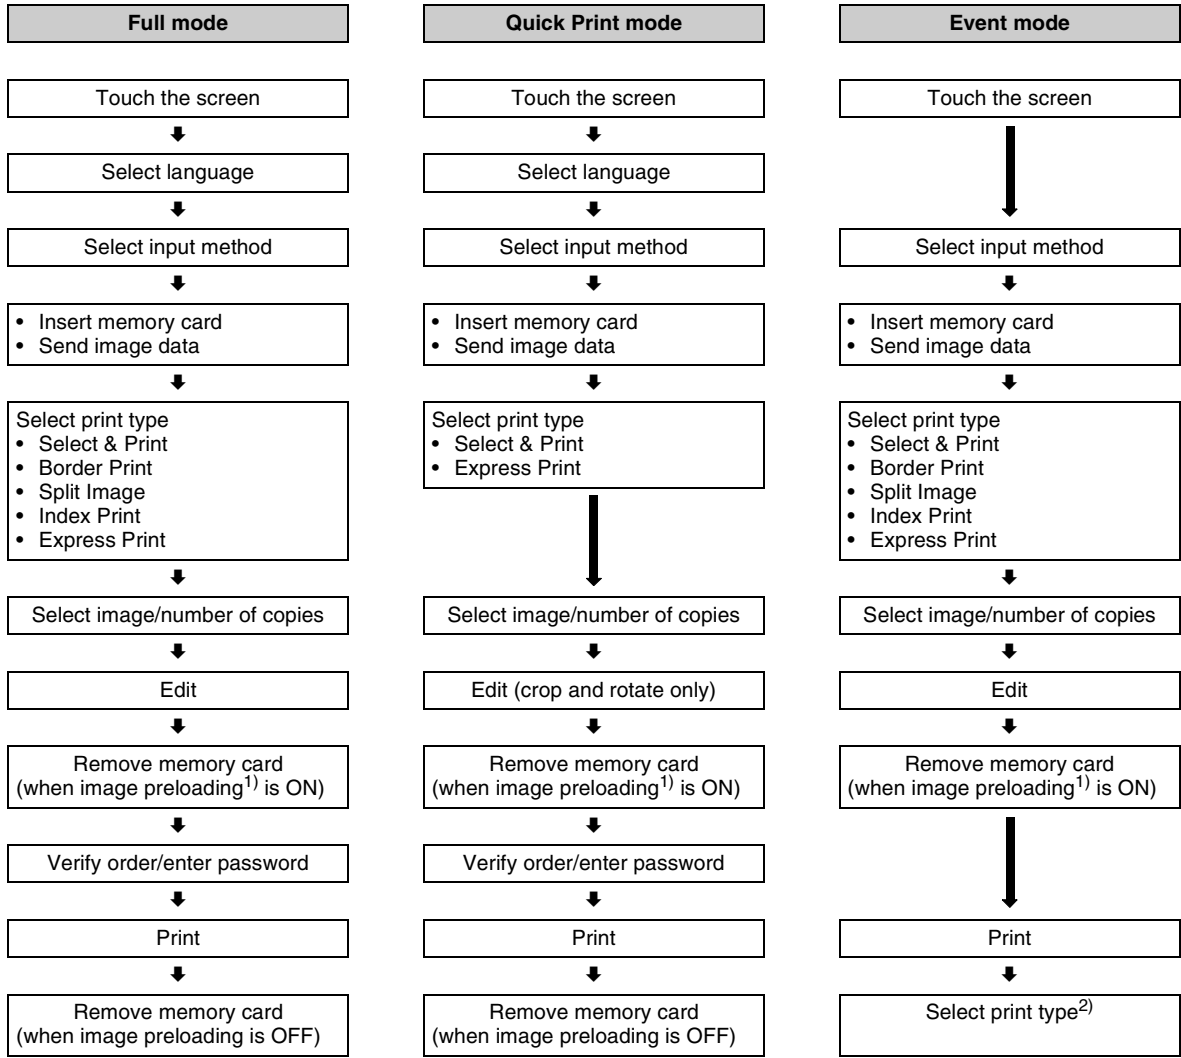 Full mode
Touch the screen
Select language
Select input method
• Insert memory card
• Send image data
Select print type
• Select & Print
• Border Print
• Split Image
• Index Print
• Express Print
Select image/number of copies
Edit
Remove memory card
(when image preloading1) is ON)
Verify order/enter password
Print
Remove memory card
(when image preloading is OFF)
Quick Print mode
Touch the screen
Select language
Select input method
• Insert memory card
• Send image data
Select print type
• Select & Print
• Express Print
Select image/number of copies
Edit (crop and rotate only)
Remove memory card
(when image preloading1) is ON)
Verify order/enter password
Print
Remove memory card
(when image preloading is OFF)
Event mode
Touch the screen
Select input method
• Insert memory card
• Send image data
Select print type
• Select & Print
• Border Print
• Split Image
• Index Print
• Express Print
Select image/number of copies
Edit
Remove memory card
(when image preloading1) is ON)
Print
Select print type2)